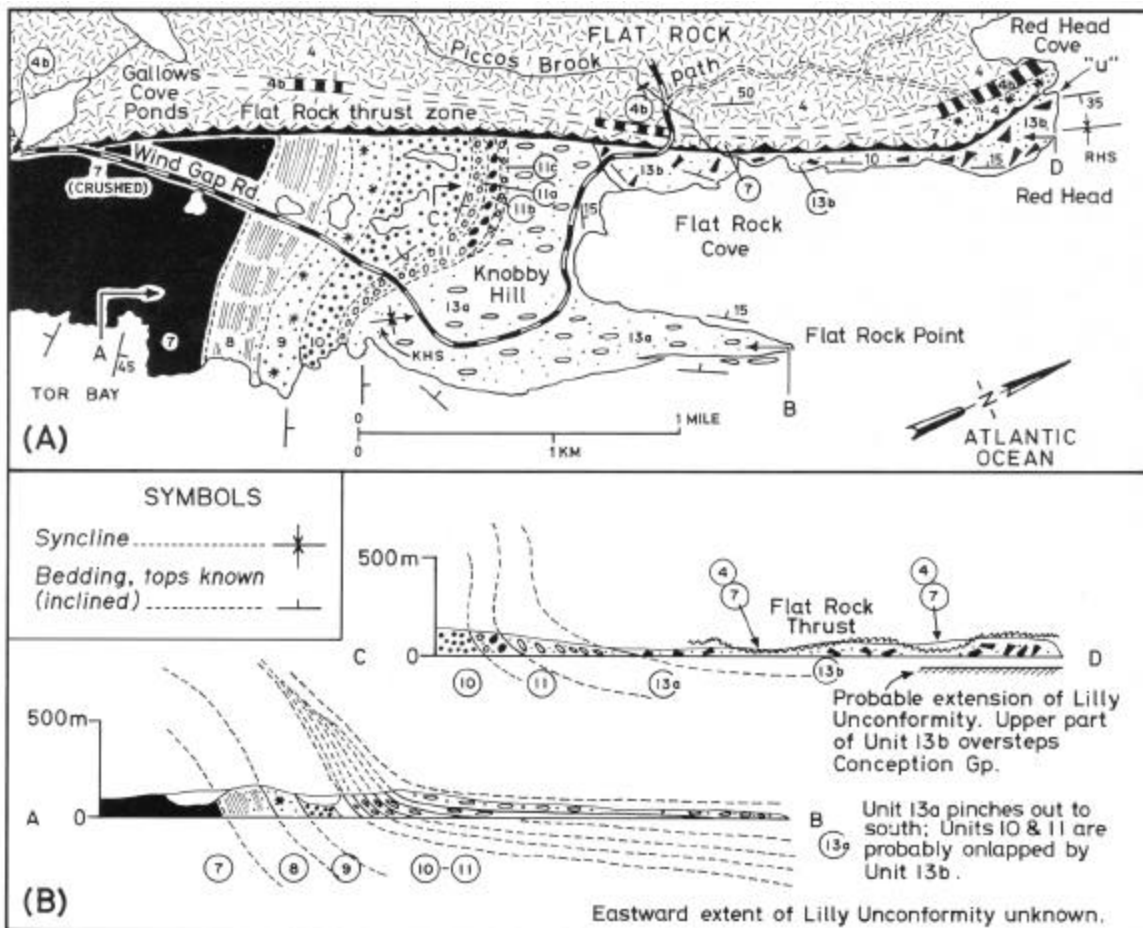 FLAT ROCK
Red Head
Cove
"u"
Piccos Brook
path
4b
4
Gallows
Cove
Ponds
4b
Flat Rock thrust zone
4b
50
4
4
4b
4
7
13b
35
RHS
D
15
10
Red Head
7
(CRUSHED)
Wind Gap Rd
C
11c
11a
11b
11
13b
7
13b
15
Flat Rock
Cove
Knobby
Hill
13a
KHS
13a
15
Flat Rock Point
B
A
45
7
8
9
10
TOR BAY
(A)
0
1 MILE
0
1 KM
N
ATLANTIC
OCEAN
SYMBOLS
Syncline
Bedding, tops known
(inclined)
500m
0
C
D
4
7
4
7
Flat Rock
Thrust
10
11
13a
13b
Probable extension of Lilly
Unconformity. Upper part
of Unit 13b oversteps
Conception Gp.
500m
0
A
B
7
8
9
10-11
13a
Unit 13a pinches out to
south; Units 10 & 11 are
probably onlapped by
Unit 13b.
(B)
Eastward extent of Lilly Unconformity unknown.